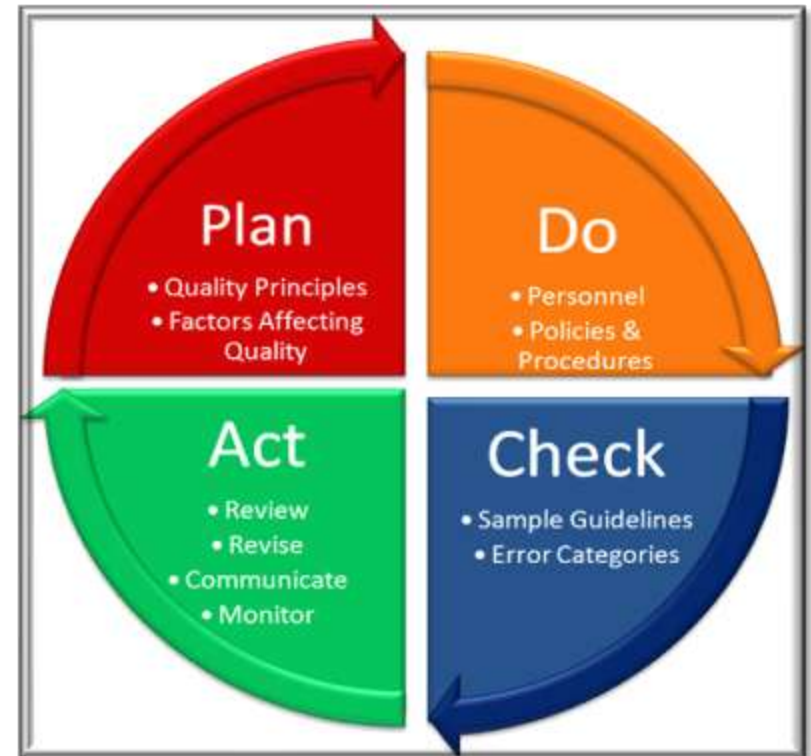 Plan
• Quality Principles
• Factors Affecting
Quality
Do
• Personnel
• Policies &
Procedures
Act
• Review
• Revise
• Communicate
• Monitor
Check
• Sample Guidelines
• Error Categories